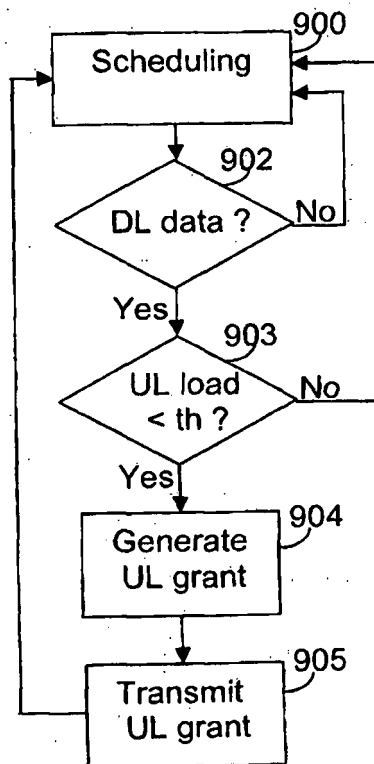 900
Scheduling
902
DL data ?
No
Yes
903
UL load
< th ?
No
Yes
904
Generate
UL grant
905
Transmit
UL grant